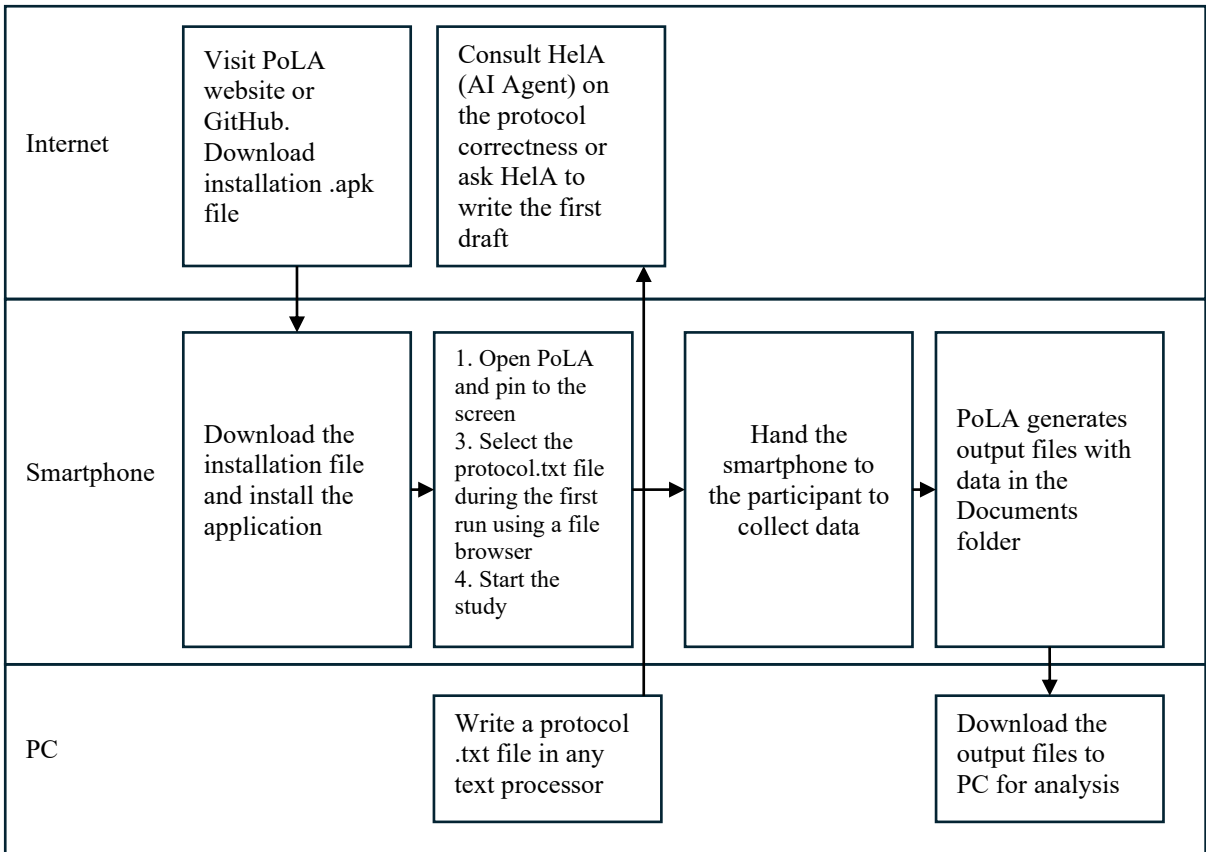 Internet
Visit PoLA
website or
GitHub.
Download
installation .apk
file
Consult HelA
(AI Agent) on
the protocol
correctness or
ask HelA to
write the first
draft
Smartphone
Download the
installation file
and install the
application
1. Open PoLA
and pin to the
screen
3. Select the
protocol.txt file
during the first
run using a file
browser
4. Start the
study
Hand the
smartphone to
the participant to
collect data
PoLA generates
output files with
data in the
Documents
folder
PC
Write a protocol
.txt file in any
text processor
Download the
output files to
PC for analysis